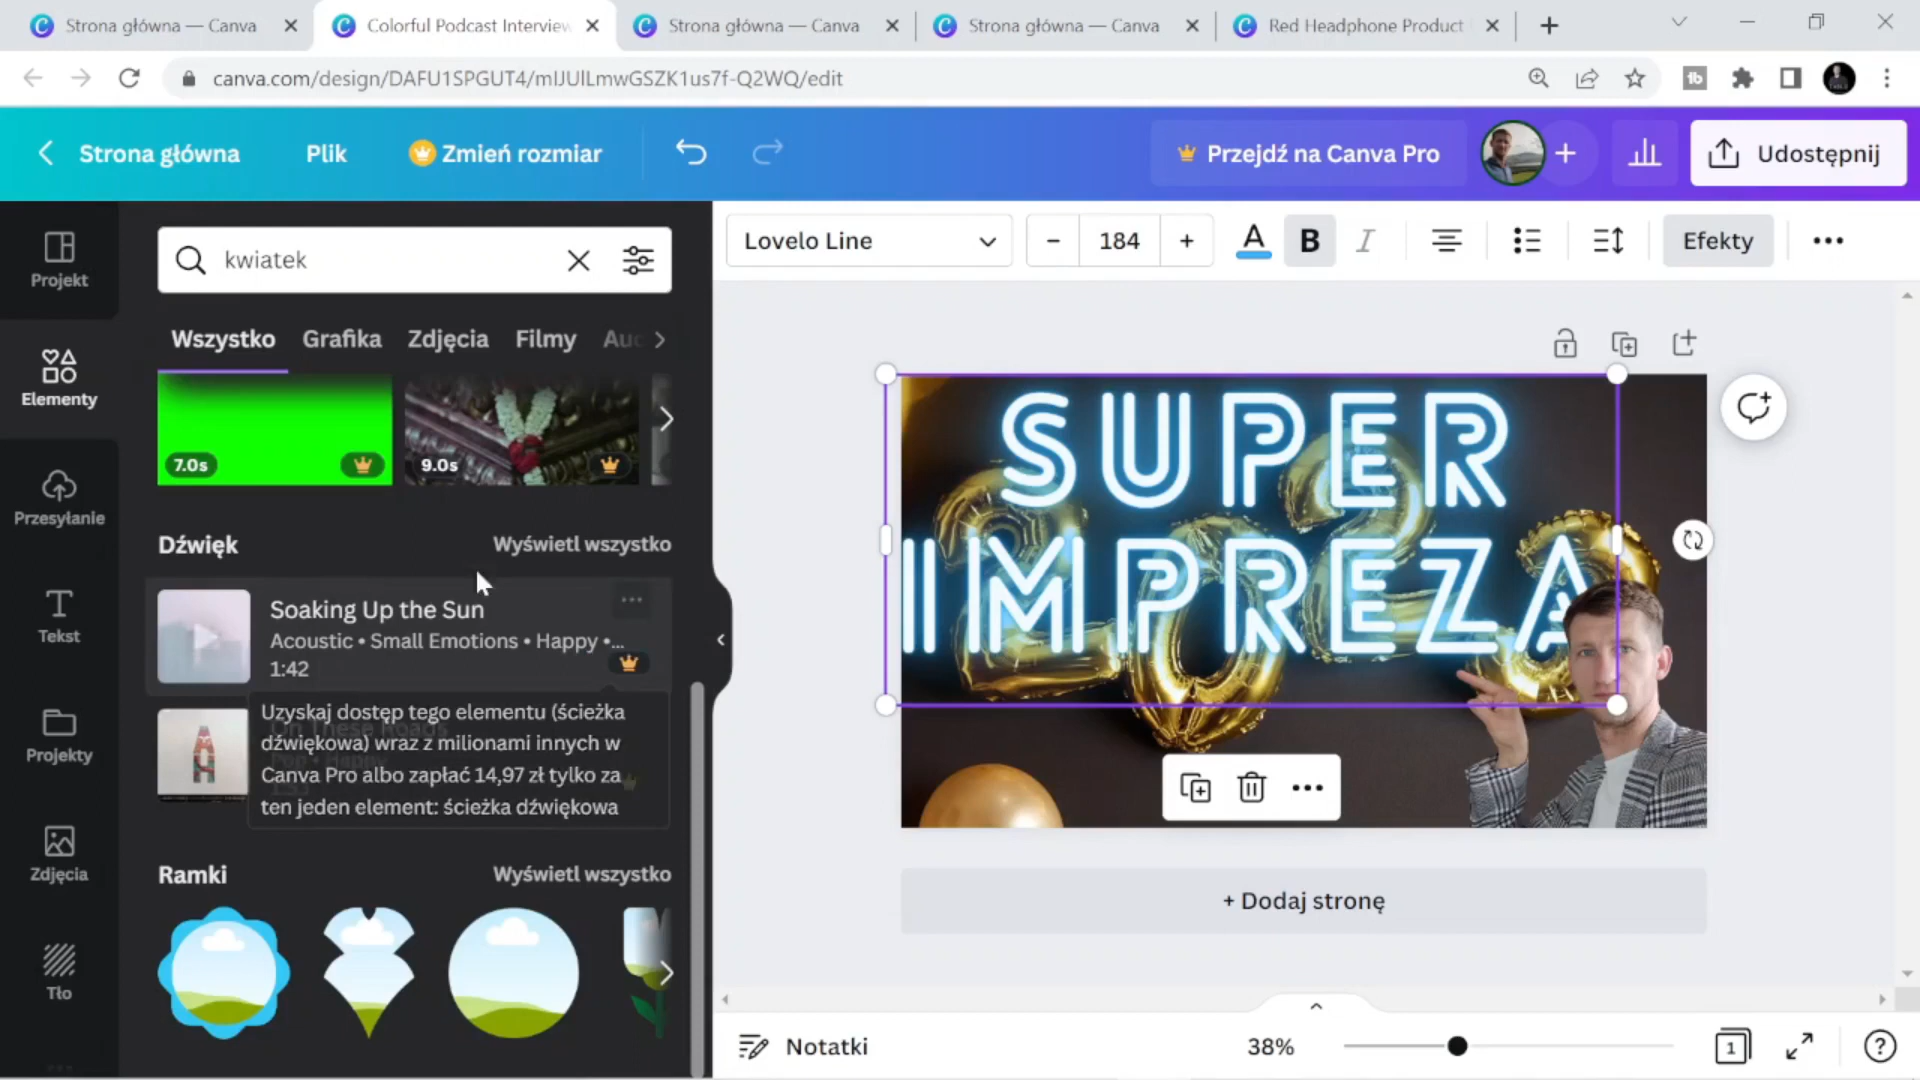 Strona główna — Canva
Colorful Podcast Interview
Strona główna — Canva
Strona główna — Canva
Red Headphone Product
canva.com/design/DAFU1SPGUT4/mlJUlLmwGSZK1us7f-Q2WQ/edit
Strona główna
Plik
Zmień rozmiar
Przejdź na Canva Pro
Udostępnij
Projekt
Elementy
Przesyłanie
Tekst
Projekty
Zdjęcia
Tło
kwiatek
Wszystko Grafika Zdjęcia Filmy Aud
7.0s
9.0s
Dźwięk
Wyświetl wszystko
Soaking Up the Sun
Acoustic • Small Emotions • Happy •...
1:42
Uzyskaj dostęp tego elementu (ścieżka
dźwiękowa) wraz z milionami innych w
Canva Pro albo zapłać 14,97 zł tylko za
ten jeden element: ścieżka dźwiękowa
Ramki
Wyświetl wszystko
Lovelo Line
184
A B I
Efekty
SUPER
IMPREZA
2023
+ Dodaj stronę
Notatki
38%
1